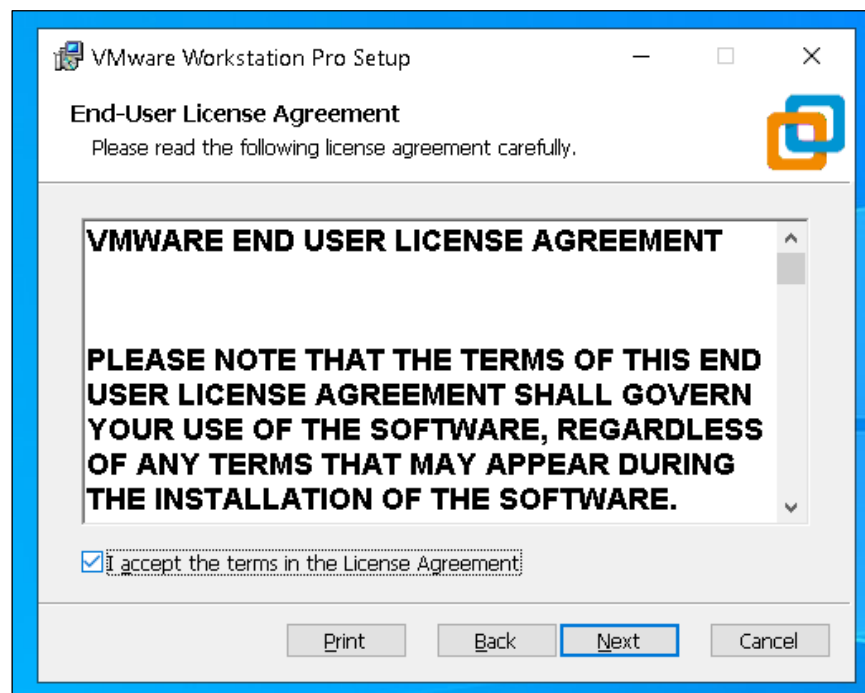 VMware Workstation Pro Setup
End-User License Agreement
Please read the following license agreement carefully.
VMWARE END USER LICENSE AGREEMENT
PLEASE NOTE THAT THE TERMS OF THIS END
USER LICENSE AGREEMENT SHALL GOVERN
YOUR USE OF THE SOFTWARE, REGARDLESS
OF ANY TERMS THAT MAY APPEAR DURING
THE INSTALLATION OF THE SOFTWARE.
I accept the terms in the License Agreement
Print Back Next Cancel